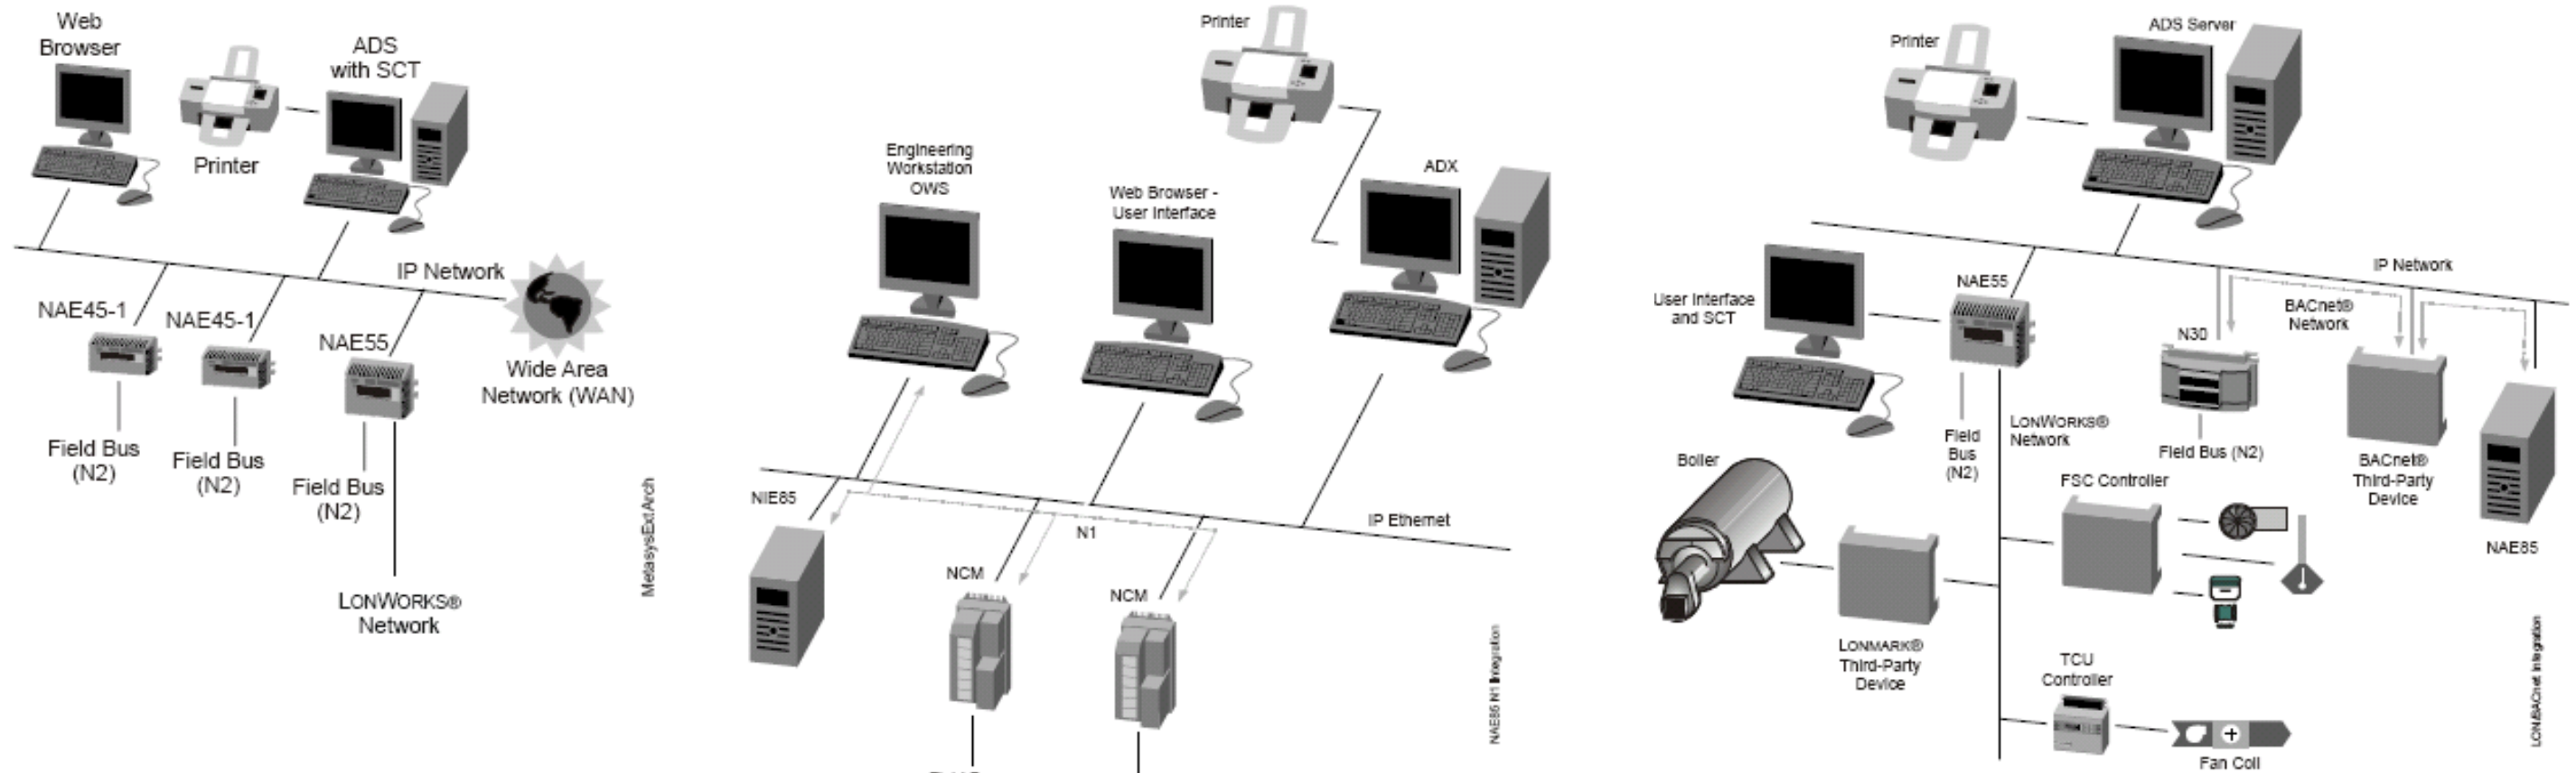 Web
Browser
ADS
with SCT
Printer
IP Network
NAE45-1
NAE45-1
NAE55
Wide Area
Network (WAN)
Field Bus
(N2)
Field Bus
(N2)
Field Bus
(N2)
LONWORKS®
Network
MetasysExtArch
Printer
Engineering
Workstation
OWS
Web Browser -
User Interface
ADX
NIE85
N1
IP Ethernet
NCM
NCM
NAE85 N1 Integration
Printer
ADS Server
IP Network
NAE55
User Interface
and SCT
BACnet®
Network
N30
Field
Bus
(N2)
LONWORKS®
Network
Field Bus (N2)
BACnet®
Third-Party
Device
Boiler
FSC Controller
NAE85
LONMARK®
Third-Party
Device
TCU
Controller
Fan Coil
LON/BACnet Integration